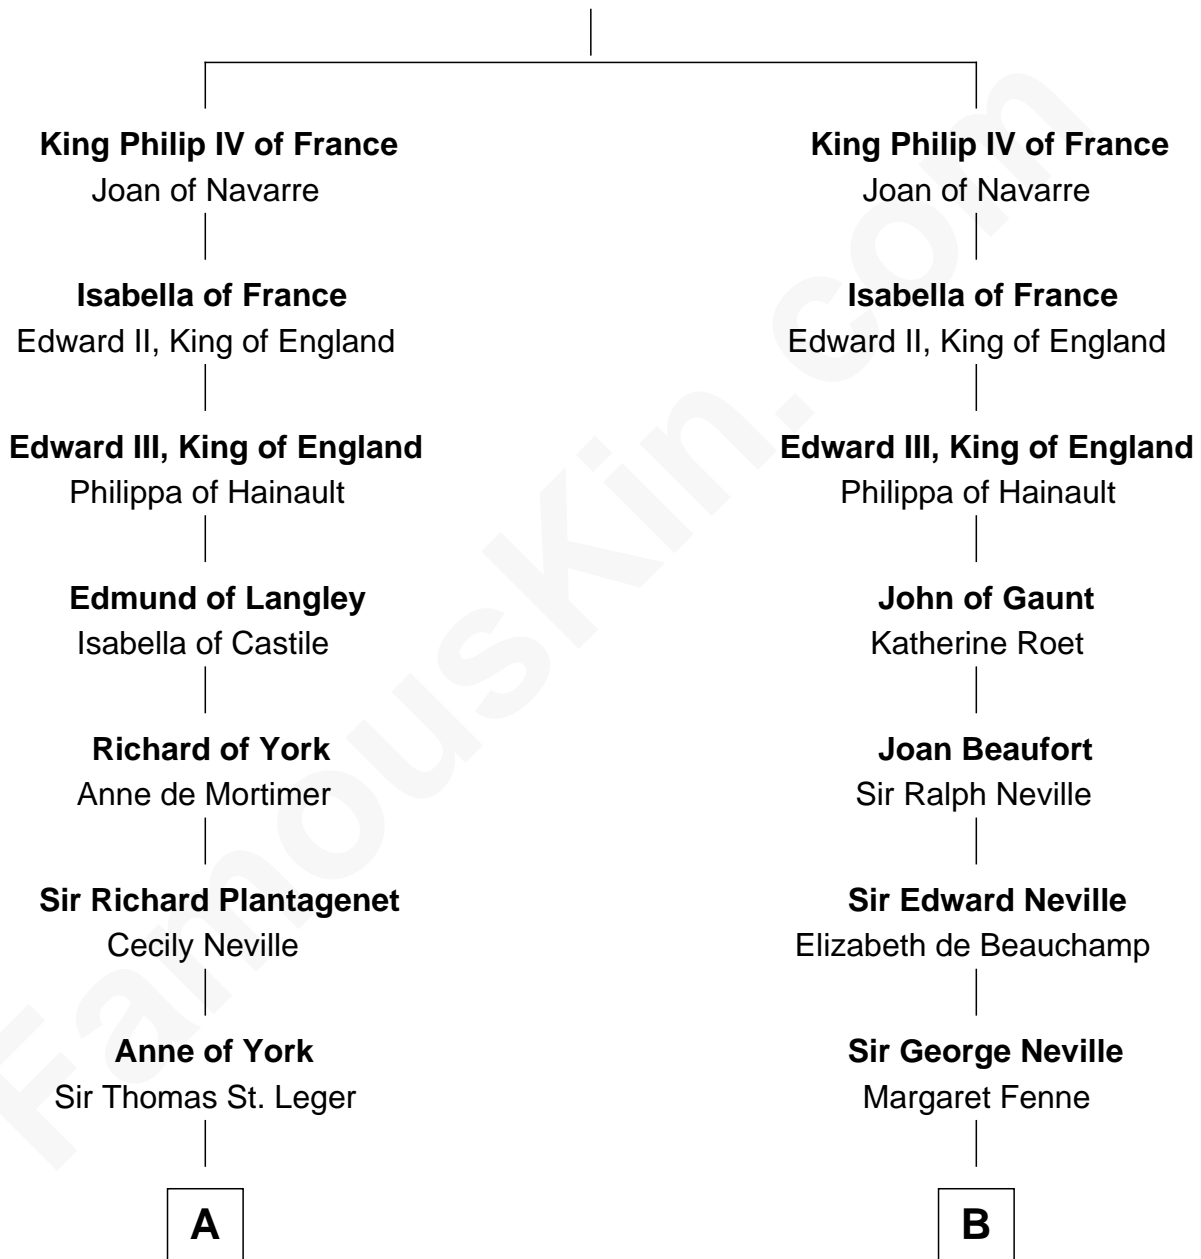 King Philip IV of France
Joan of Navarre
Isabella of France
Edward II, King of England
Edward III, King of England
Philippa of Hainault
Edmund of Langley
Isabella of Castile
Richard of York
Anne de Mortimer
Sir Richard Plantagenet
Cecily Neville
Anne of York
Sir Thomas St. Leger
A
King Philip IV of France
Joan of Navarre
Isabella of France
Edward II, King of England
Edward III, King of England
Philippa of Hainault
John of Gaunt
Katherine Roet
Joan Beaufort
Sir Ralph Neville
Sir Edward Neville
Elizabeth de Beauchamp
Sir George Neville
Margaret Fenne
B
FamousKin.com